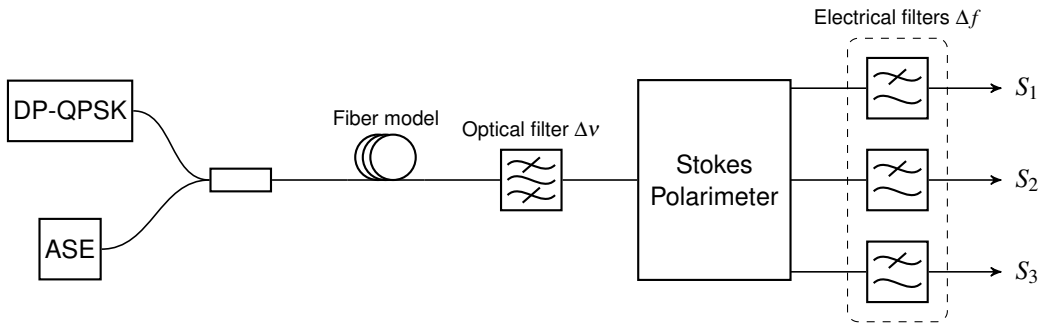 Electrical filters Δf
DP-QPSK
Fiber model
Optical filter Δν
S₁
Stokes
Polarimeter
S₂
ASE
S₃